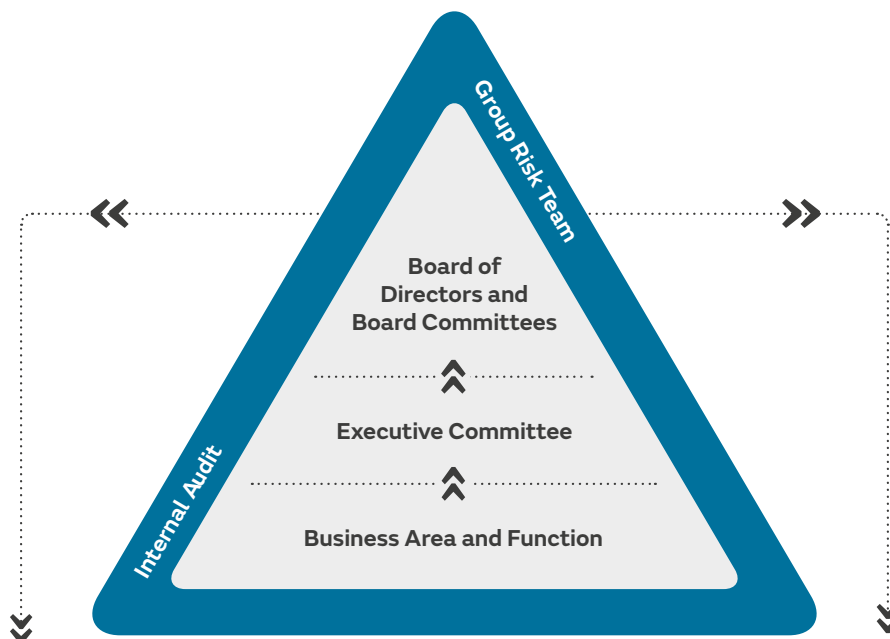 Group Risk Team
Board of
Directors and
Board Committees
Executive Committee
Internal Audit
Business Area and Function